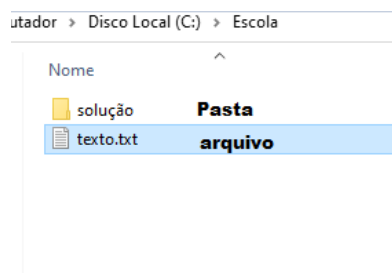 utador > Disco Local (C:) > Escola
Nome
solução Pasta
texto.txt arquivo